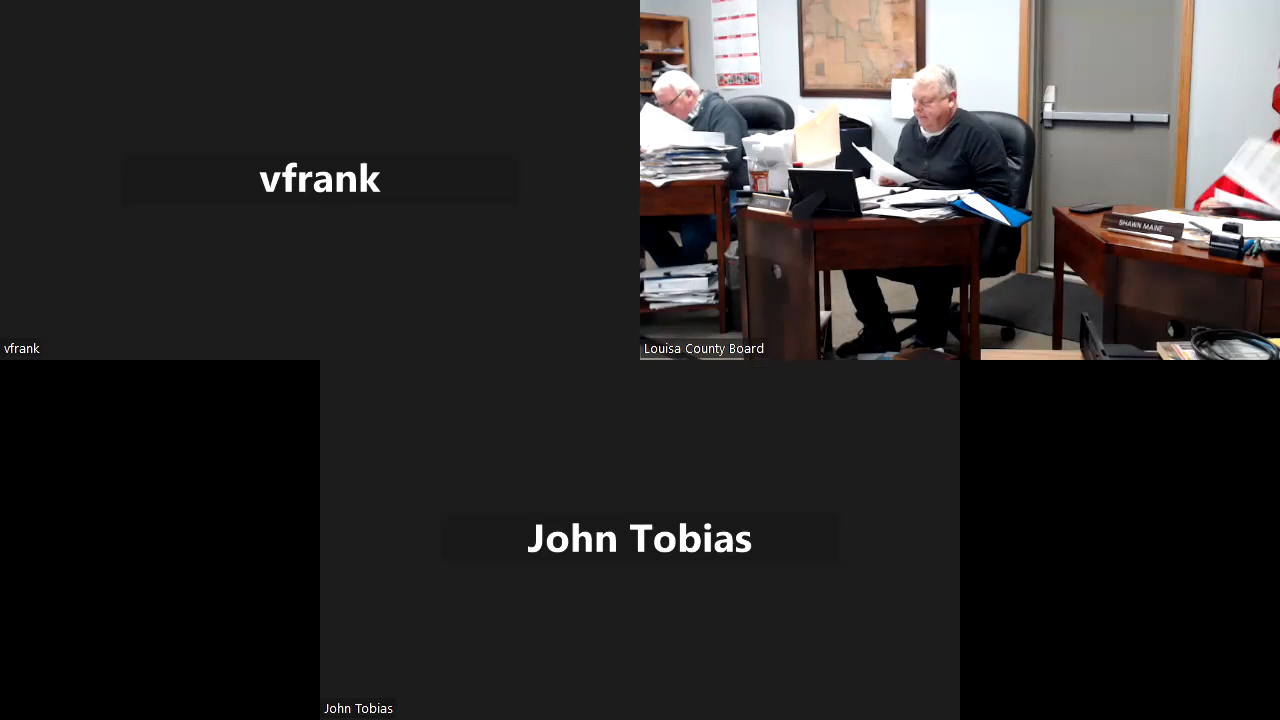 vfrank
vfrank
Louisa County Board
SHAWN MAINE
John Tobias
John Tobias